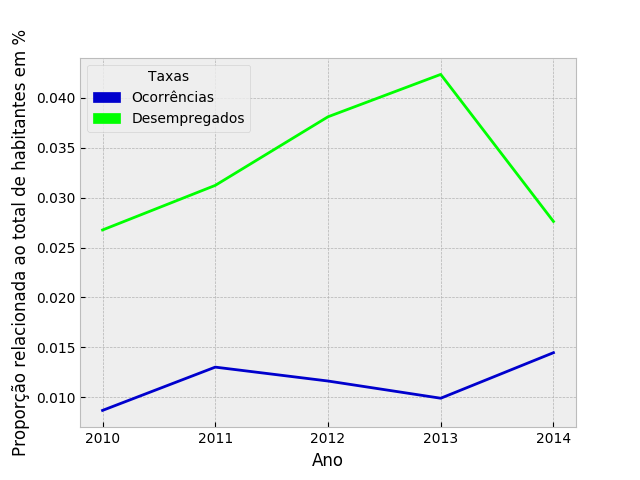 Proporção relacionada ao total de habitantes em %
Taxas
Ocorrências
Desempregados
0.040
0.035
0.030
0.025
0.020
0.015
0.010
2010 2011 2012 2013 2014
Ano